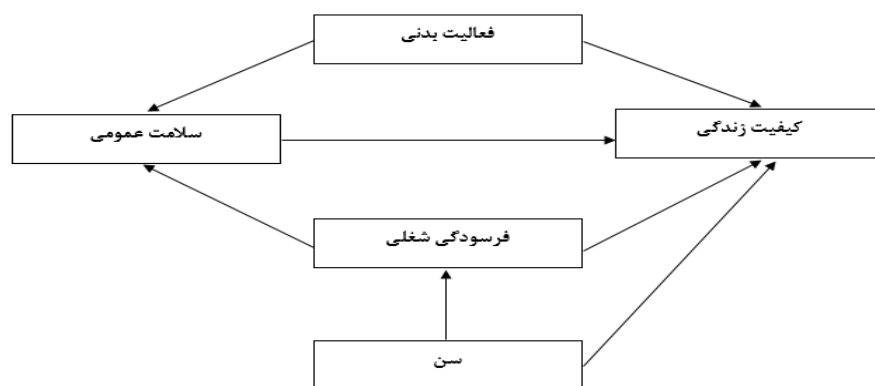 فعالیت بدنی
سلامت عمومی
کیفیت زندگی
فرسودگی شغلی
سن